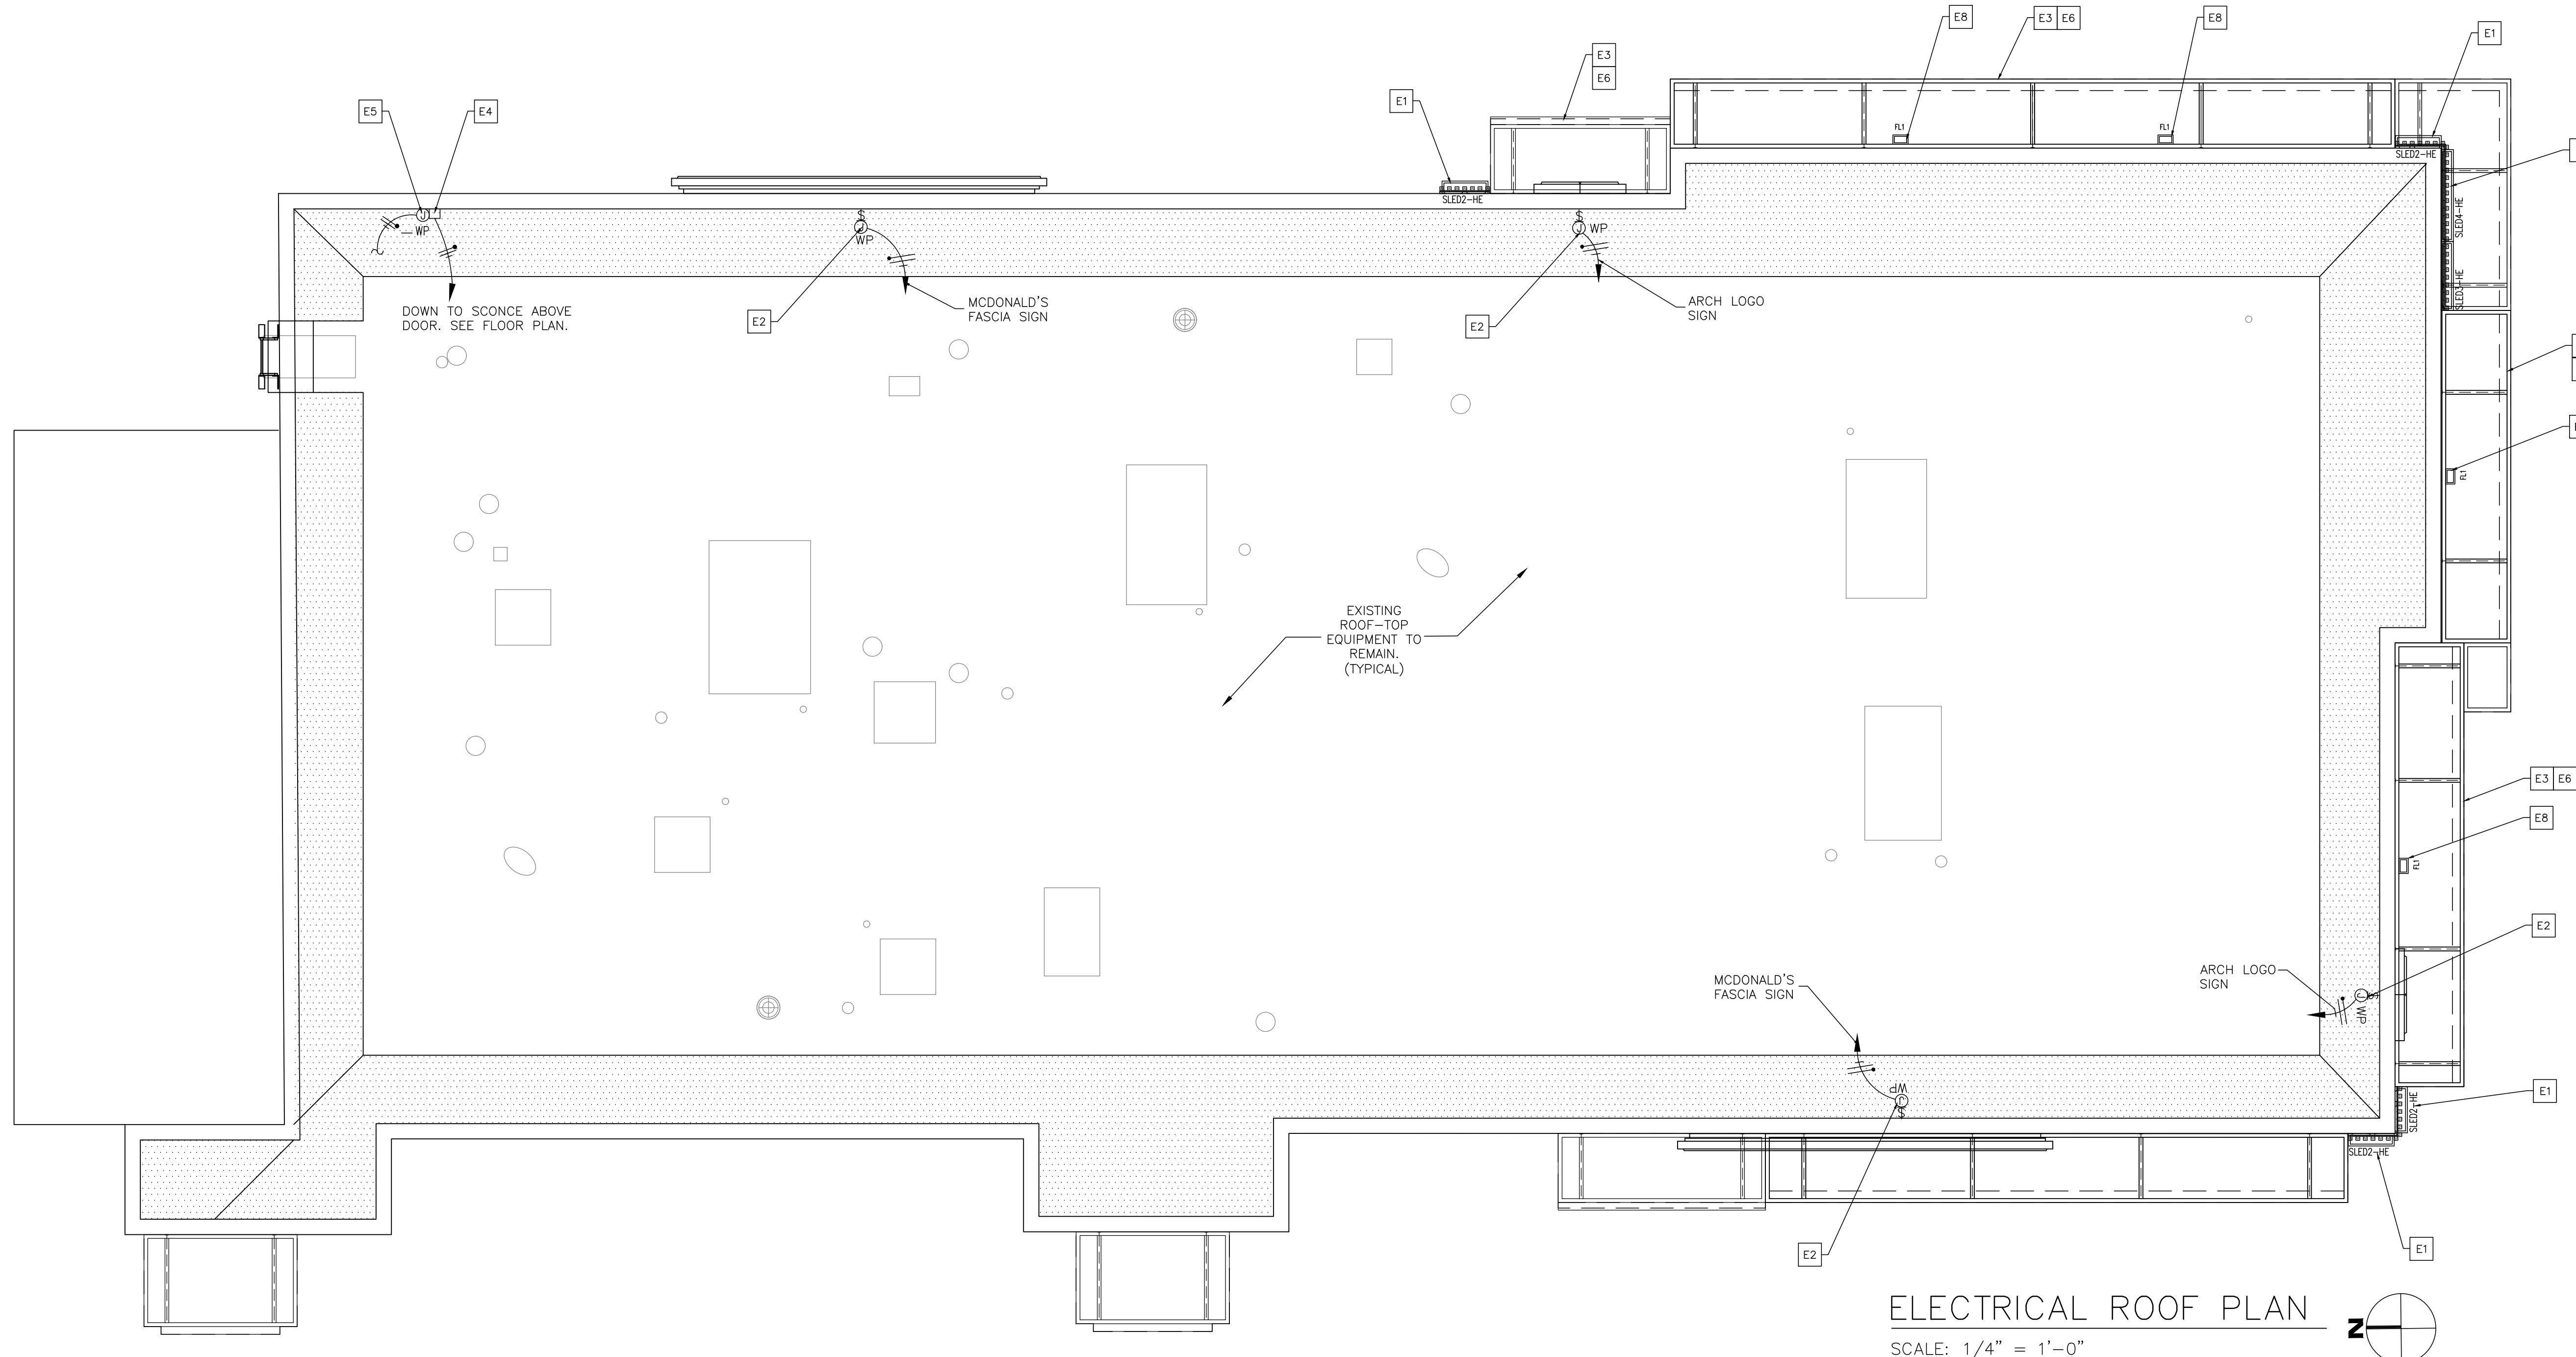 E8
E3 E6
E8
E1
E3
E6
E1
E5
E4
FL1
FL1
SLED2-HE
SLED2-HE
SLED4-HE
SLED3-HE
WP
$
J
WP
$
J
WP
J
DOWN TO SCONCE ABOVE
DOOR. SEE FLOOR PLAN.
E2
MCDONALD'S
FASCIA SIGN
E2
ARCH LOGO
SIGN
FL1
EXISTING
ROOF-TOP
EQUIPMENT TO
REMAIN.
(TYPICAL)
E3 E6
E8
FL1
E2
ARCH LOGO
SIGN
J
$
WP
MCDONALD'S
FASCIA SIGN
WP
J
$
E1
SLED2-HE
SLED2-HE
E2
E1
ELECTRICAL ROOF PLAN
N
SCALE: 1/4" = 1'-0"